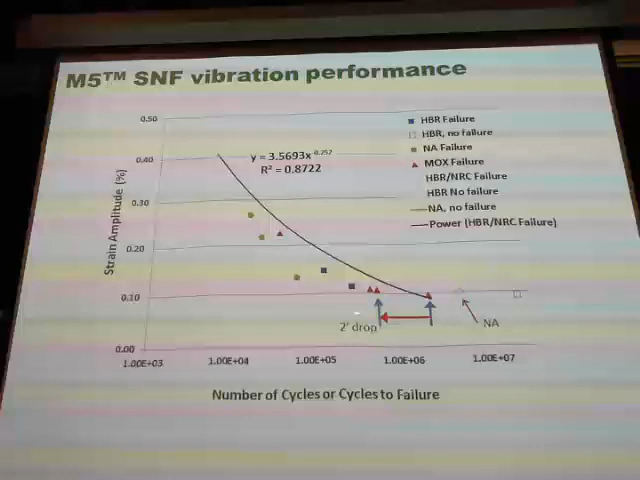 M5™ SNF vibration performance
0.50
0.40
0.30
0.20
0.10
0.00
Strain Amplitude (%)
y = 3.5693x^-0.252
R² = 0.8722
HBR Failure
HBR, no failure
NA Failure
MOX Failure
HBR/NRC Failure
HBR No failure
NA, no failure
Power (HBR/NRC Failure)
2' drop
NA
1.00E+03 1.00E+04 1.00E+05 1.00E+06 1.00E+07
Number of Cycles or Cycles to Failure